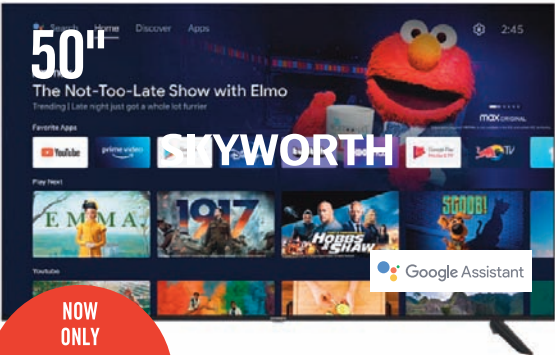 Search Home Discover Apps 2:45
50"
The Not-Too-Late Show with Elmo
Trending | Late night just got a whole lot furrier
max ORIGINAL
Favorite Apps
YouTube prime video Google Play Movies & TV TV
SKYWORTH
Play Next
EMMA. 1917 HOBBS & SHAW SCOOB!
Google Assistant
Youtube
NOW
ONLY